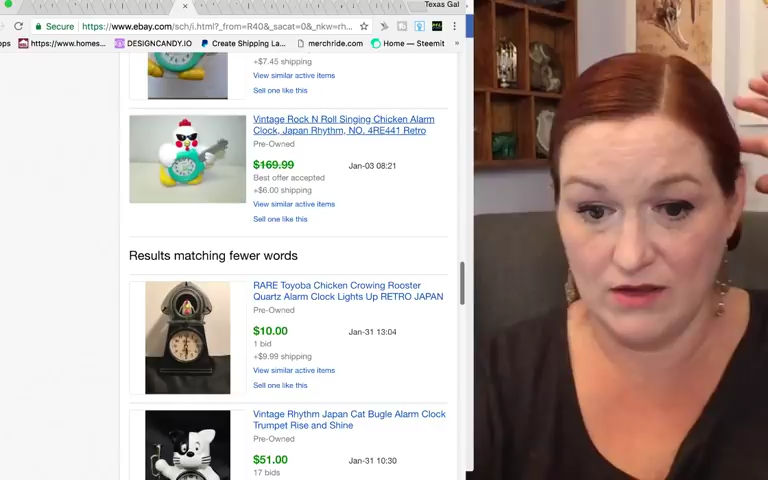 Texas Gal
Secure https://www.ebay.com/sch/i.html?_from=R40&_sacat=0&_nkw=rh...
ops https://www.homes... DESIGNCANDY.IO Create Shipping La... merchride.com Home — Steemit »
+$7.45 shipping
View similar active items
Sell one like this
Vintage Rock N Roll Singing Chicken Alarm
Clock, Japan Rhythm, NO. 4RE441 Retro
Pre-Owned
$169.99 Jan-03 08:21
Best offer accepted
+$6.00 shipping
View similar active items
Sell one like this
Results matching fewer words
RARE Toyoba Chicken Crowing Rooster
Quartz Alarm Clock Lights Up RETRO JAPAN
Pre-Owned
$10.00 Jan-31 13:04
1 bid
+$9.99 shipping
View similar active items
Sell one like this
Vintage Rhythm Japan Cat Bugle Alarm Clock
Trumpet Rise and Shine
Pre-Owned
$51.00 Jan-31 10:30
17 bids